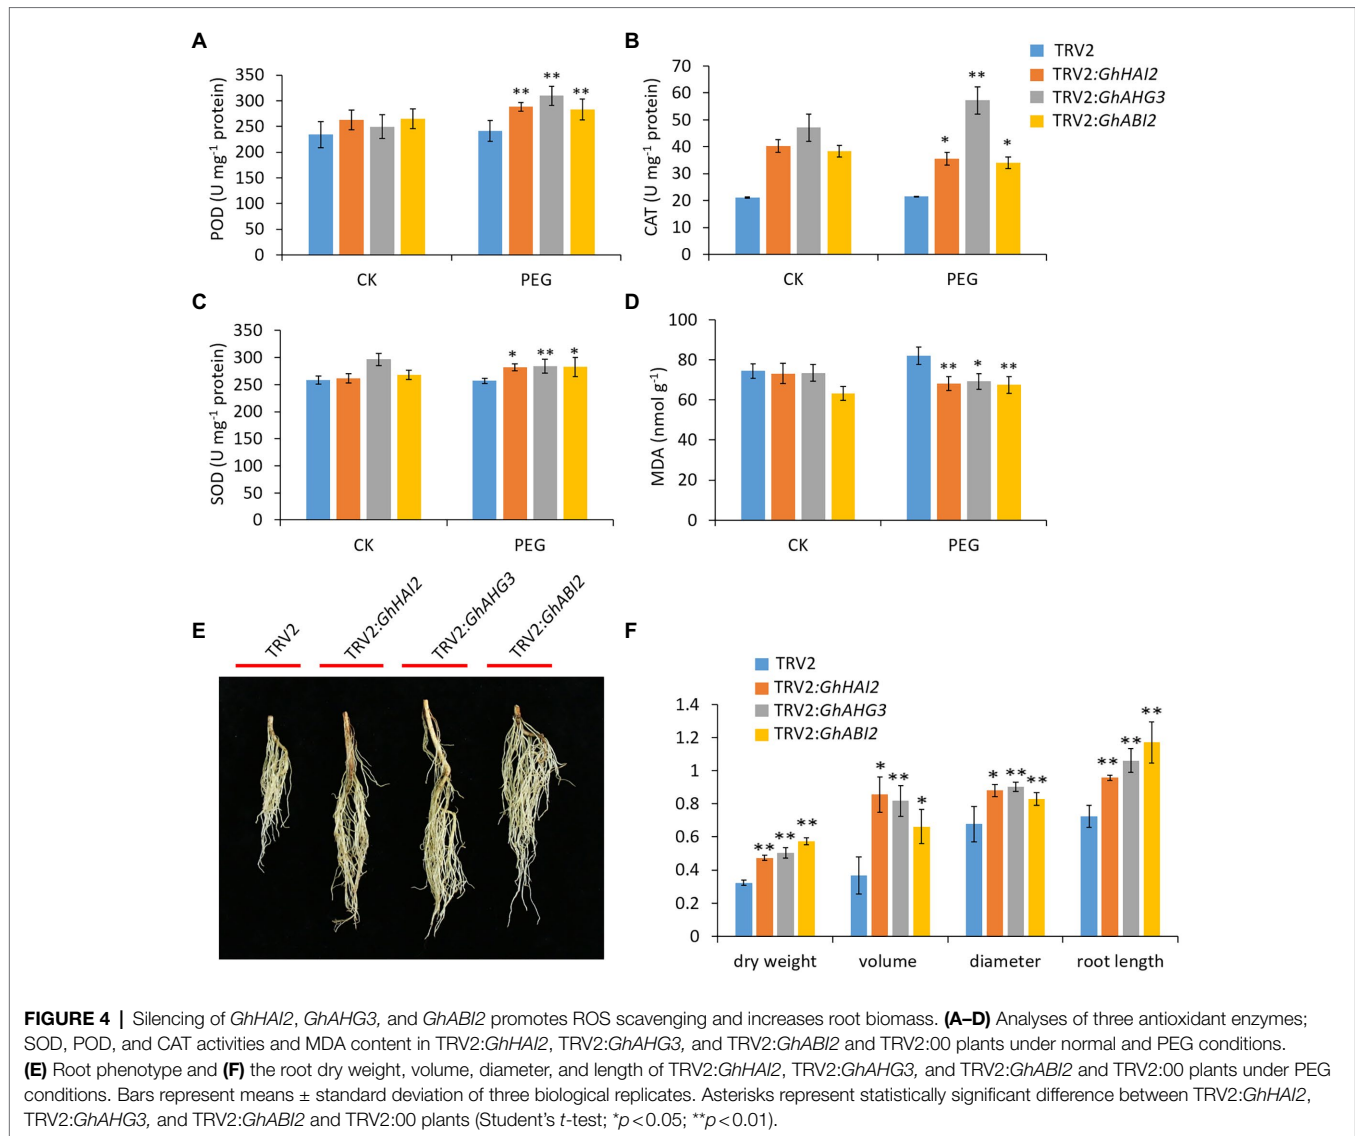 A
POD (U mg-1 protein)
350
300
250
200
150
100
50
0
** ** **
CK PEG
B
CAT (U mg-1 protein)
70
60
50
40
30
20
10
0
* ** *
CK PEG
TRV2
TRV2:GhHAI2
TRV2:GhAHG3
TRV2:GhABI2
C
SOD (U mg-1 protein)
350
300
250
200
150
100
50
0
* ** *
CK PEG
D
MDA (nmol g-1)
100
80
60
40
20
0
** * **
CK PEG
E
TRV2 TRV2:GhHAI2 TRV2:GhAHG3 TRV2:GhABI2
F
TRV2
TRV2:GhHAI2
TRV2:GhAHG3
TRV2:GhABI2
1.4
1.2
1
0.8
0.6
0.4
0.2
0
** ** ** * ** * * ** ** ** ** **
dry weight volume diameter root length
FIGURE 4 | Silencing of GhHAI2, GhAHG3, and GhABI2 promotes ROS scavenging and increases root biomass. (A–D) Analyses of three antioxidant enzymes;
SOD, POD, and CAT activities and MDA content in TRV2:GhHAI2, TRV2:GhAHG3, and TRV2:GhABI2 and TRV2:00 plants under normal and PEG conditions.
(E) Root phenotype and (F) the root dry weight, volume, diameter, and length of TRV2:GhHAI2, TRV2:GhAHG3, and TRV2:GhABI2 and TRV2:00 plants under PEG
conditions. Bars represent means ± standard deviation of three biological replicates. Asterisks represent statistically significant difference between TRV2:GhHAI2,
TRV2:GhAHG3, and TRV2:GhABI2 and TRV2:00 plants (Student's t-test; *p<0.05; **p<0.01).